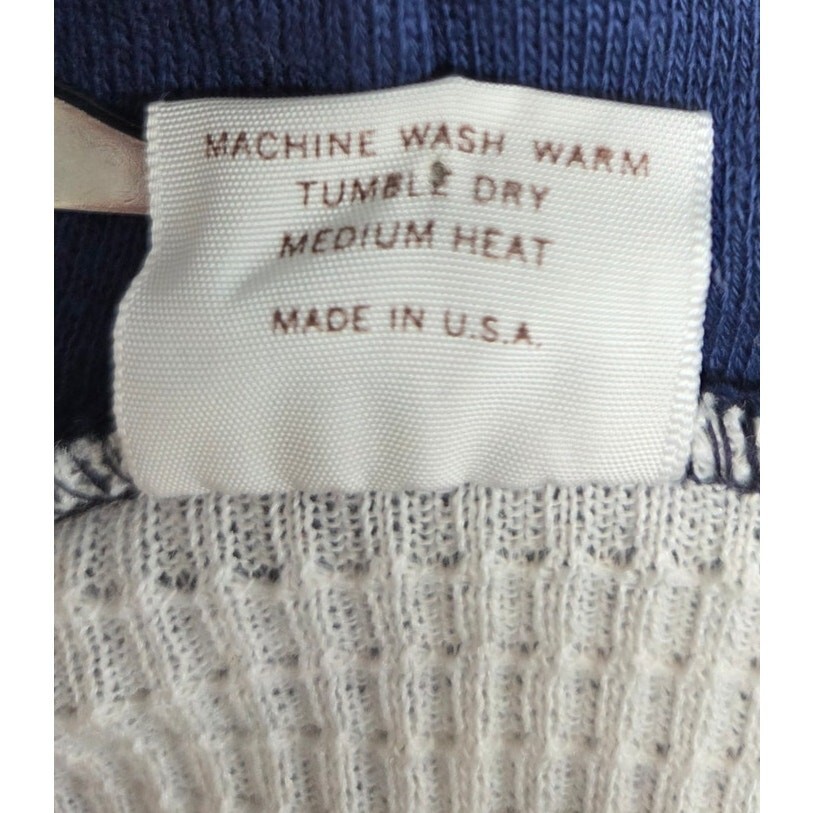 MACHINE WASH WARM
TUMBLE DRY
MEDIUM HEAT
MADE IN U.S.A.